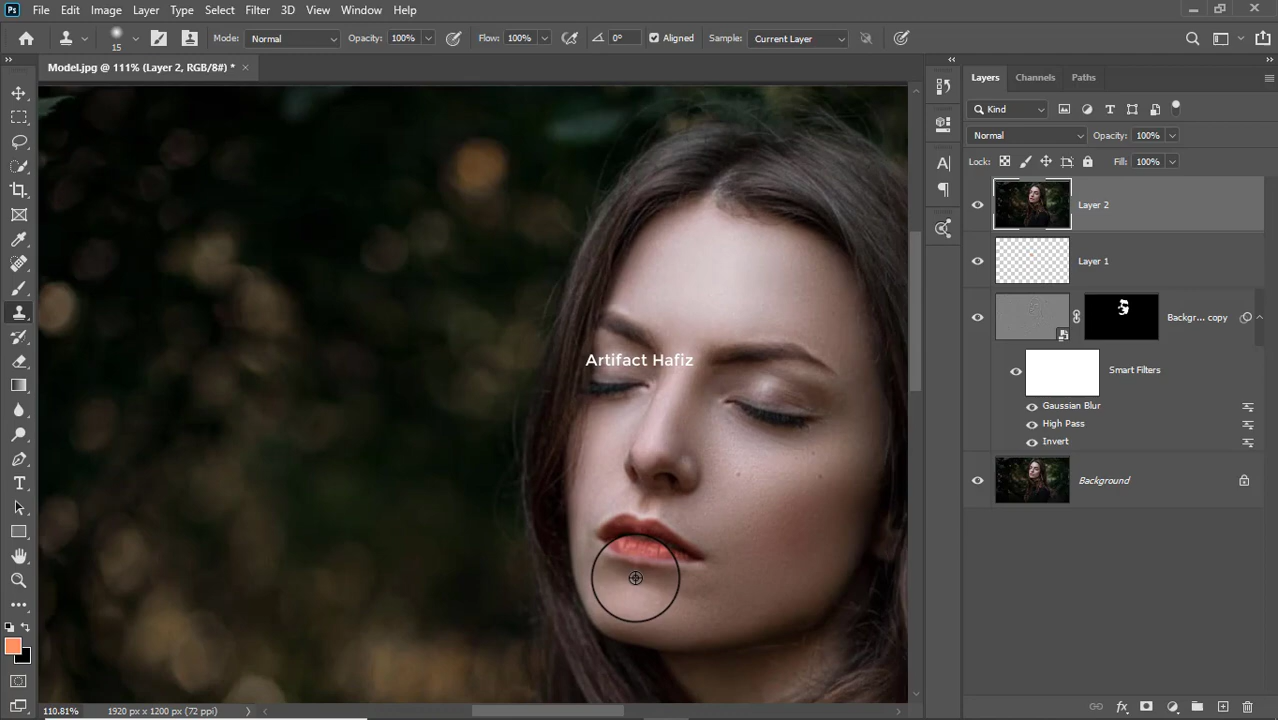 Ps File Edit Image Layer Type Select Filter 3D View Window Help
15 Mode: Normal Opacity: 100% Flow: 100% 0° Aligned Sample: Current Layer
Model.jpg @ 111% (Layer 2, RGB/8#) * ×
Layers Channels Paths
Kind
Normal Opacity: 100%
Lock: Fill: 100%
Layer 2
Layer 1
Backgr... copy
Artifact Hafiz
Smart Filters
Gaussian Blur
High Pass
Invert
Background
110.81% 1920 px x 1200 px (72 ppi)